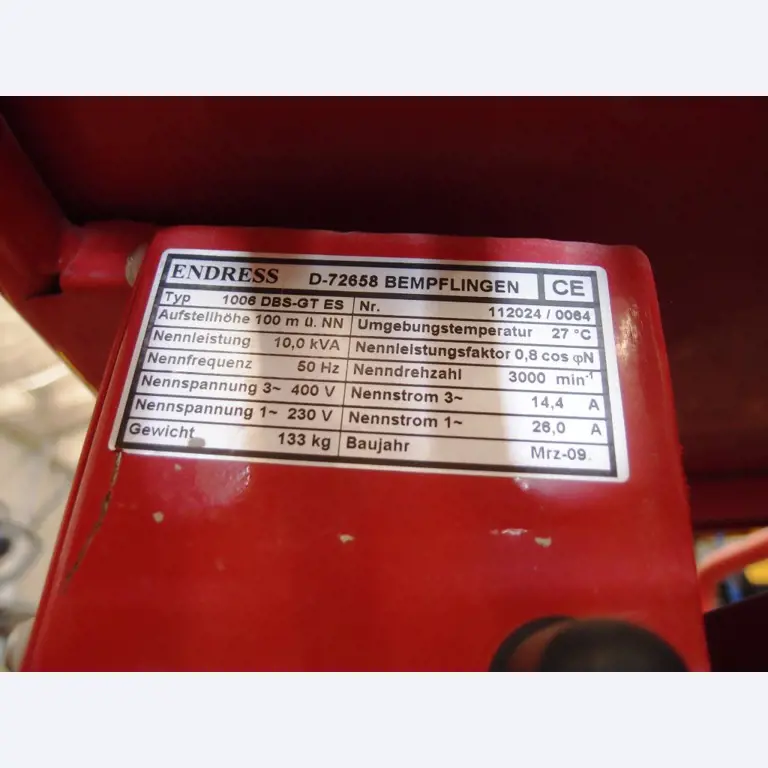 ENDRESS D-72658 BEMPFLINGEN CE
Typ 1006 DBS-GT ES Nr. 112024 / 0064
Aufstellhöhe 100 m ü. NN Umgebungstemperatur 27 °C
Nennleistung 10,0 kVA Nennleistungsfaktor 0,8 cos φN
Nennfrequenz 50 Hz Nenndrehzahl 3000 min⁻¹
Nennspannung 3~ 400 V Nennstrom 3~ 14,4 A
Nennspannung 1~ 230 V Nennstrom 1~ 26,0 A
Gewicht 133 kg Baujahr Mrz-09.